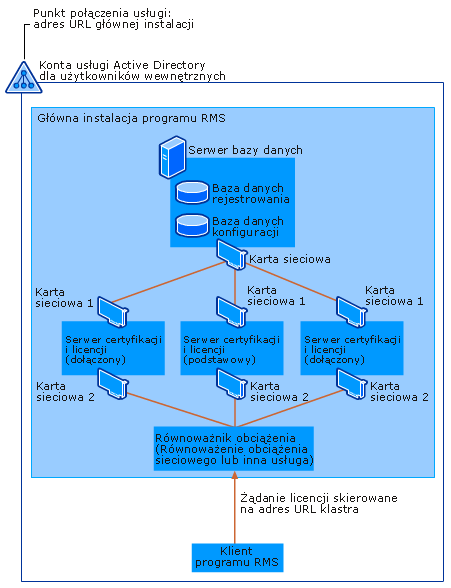 Punkt połączenia usługi:
adres URL głównej instalacji
Konta usługi Active Directory
dla użytkowników wewnętrznych
Główna instalacja programu RMS
Serwer bazy danych
Baza danych
rejestrowania
Baza danych
konfiguracji
Karta sieciowa
Karta
sieciowa 1
Karta
sieciowa 1
Karta
sieciowa 1
Serwer certyfikacji
i licencji
(dołączony)
Serwer certyfikacji
i licencji
(podstawowy)
Serwer certyfikacji
i licencji
(dołączony)
Karta
sieciowa 2
Karta
sieciowa 2
Karta
sieciowa 2
Równoważnik obciążenia
(Równoważenie obciążenia
sieciowego lub inna usługa)
Żądanie licencji skierowane
na adres URL klastra
Klient
programu RMS